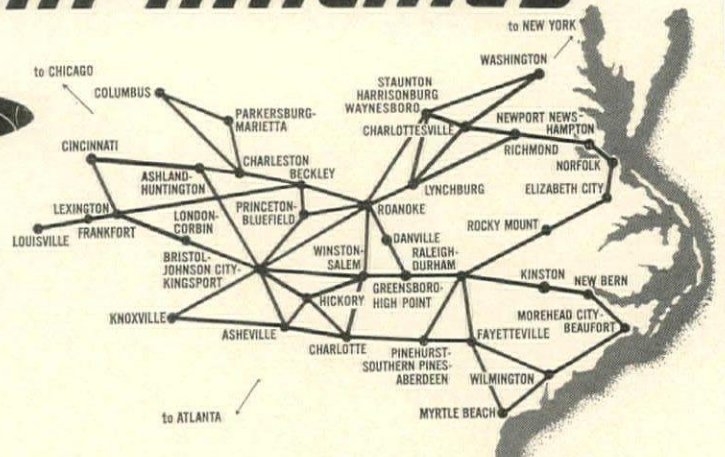 to NEW YORK
WASHINGTON
to CHICAGO
COLUMBUS
STAUNTON
HARRISONBURG
WAYNESBORO
PARKERSBURG-
MARIETTA
CHARLOTTESVILLE
NEWPORT NEWS-
HAMPTON
RICHMOND
NORFOLK
CINCINNATI
CHARLESTON
ASHLAND-
HUNTINGTON
BECKLEY
LYNCHBURG
ELIZABETH CITY
LEXINGTON
FRANKFORT
LOUISVILLE
LONDON-
CORBIN
PRINCETON-
BLUEFIELD
ROANOKE
DANVILLE
ROCKY MOUNT
BRISTOL-
JOHNSON CITY-
KINGSPORT
WINSTON-
SALEM
RALEIGH-
DURHAM
GREENSBORO-
HIGH POINT
KINSTON
NEW BERN
HICKORY
MOREHEAD CITY-
BEAUFORT
KNOXVILLE
ASHEVILLE
CHARLOTTE
PINEHURST-
SOUTHERN PINES-
ABERDEEN
FAYETTEVILLE
WILMINGTON
MYRTLE BEACH
to ATLANTA